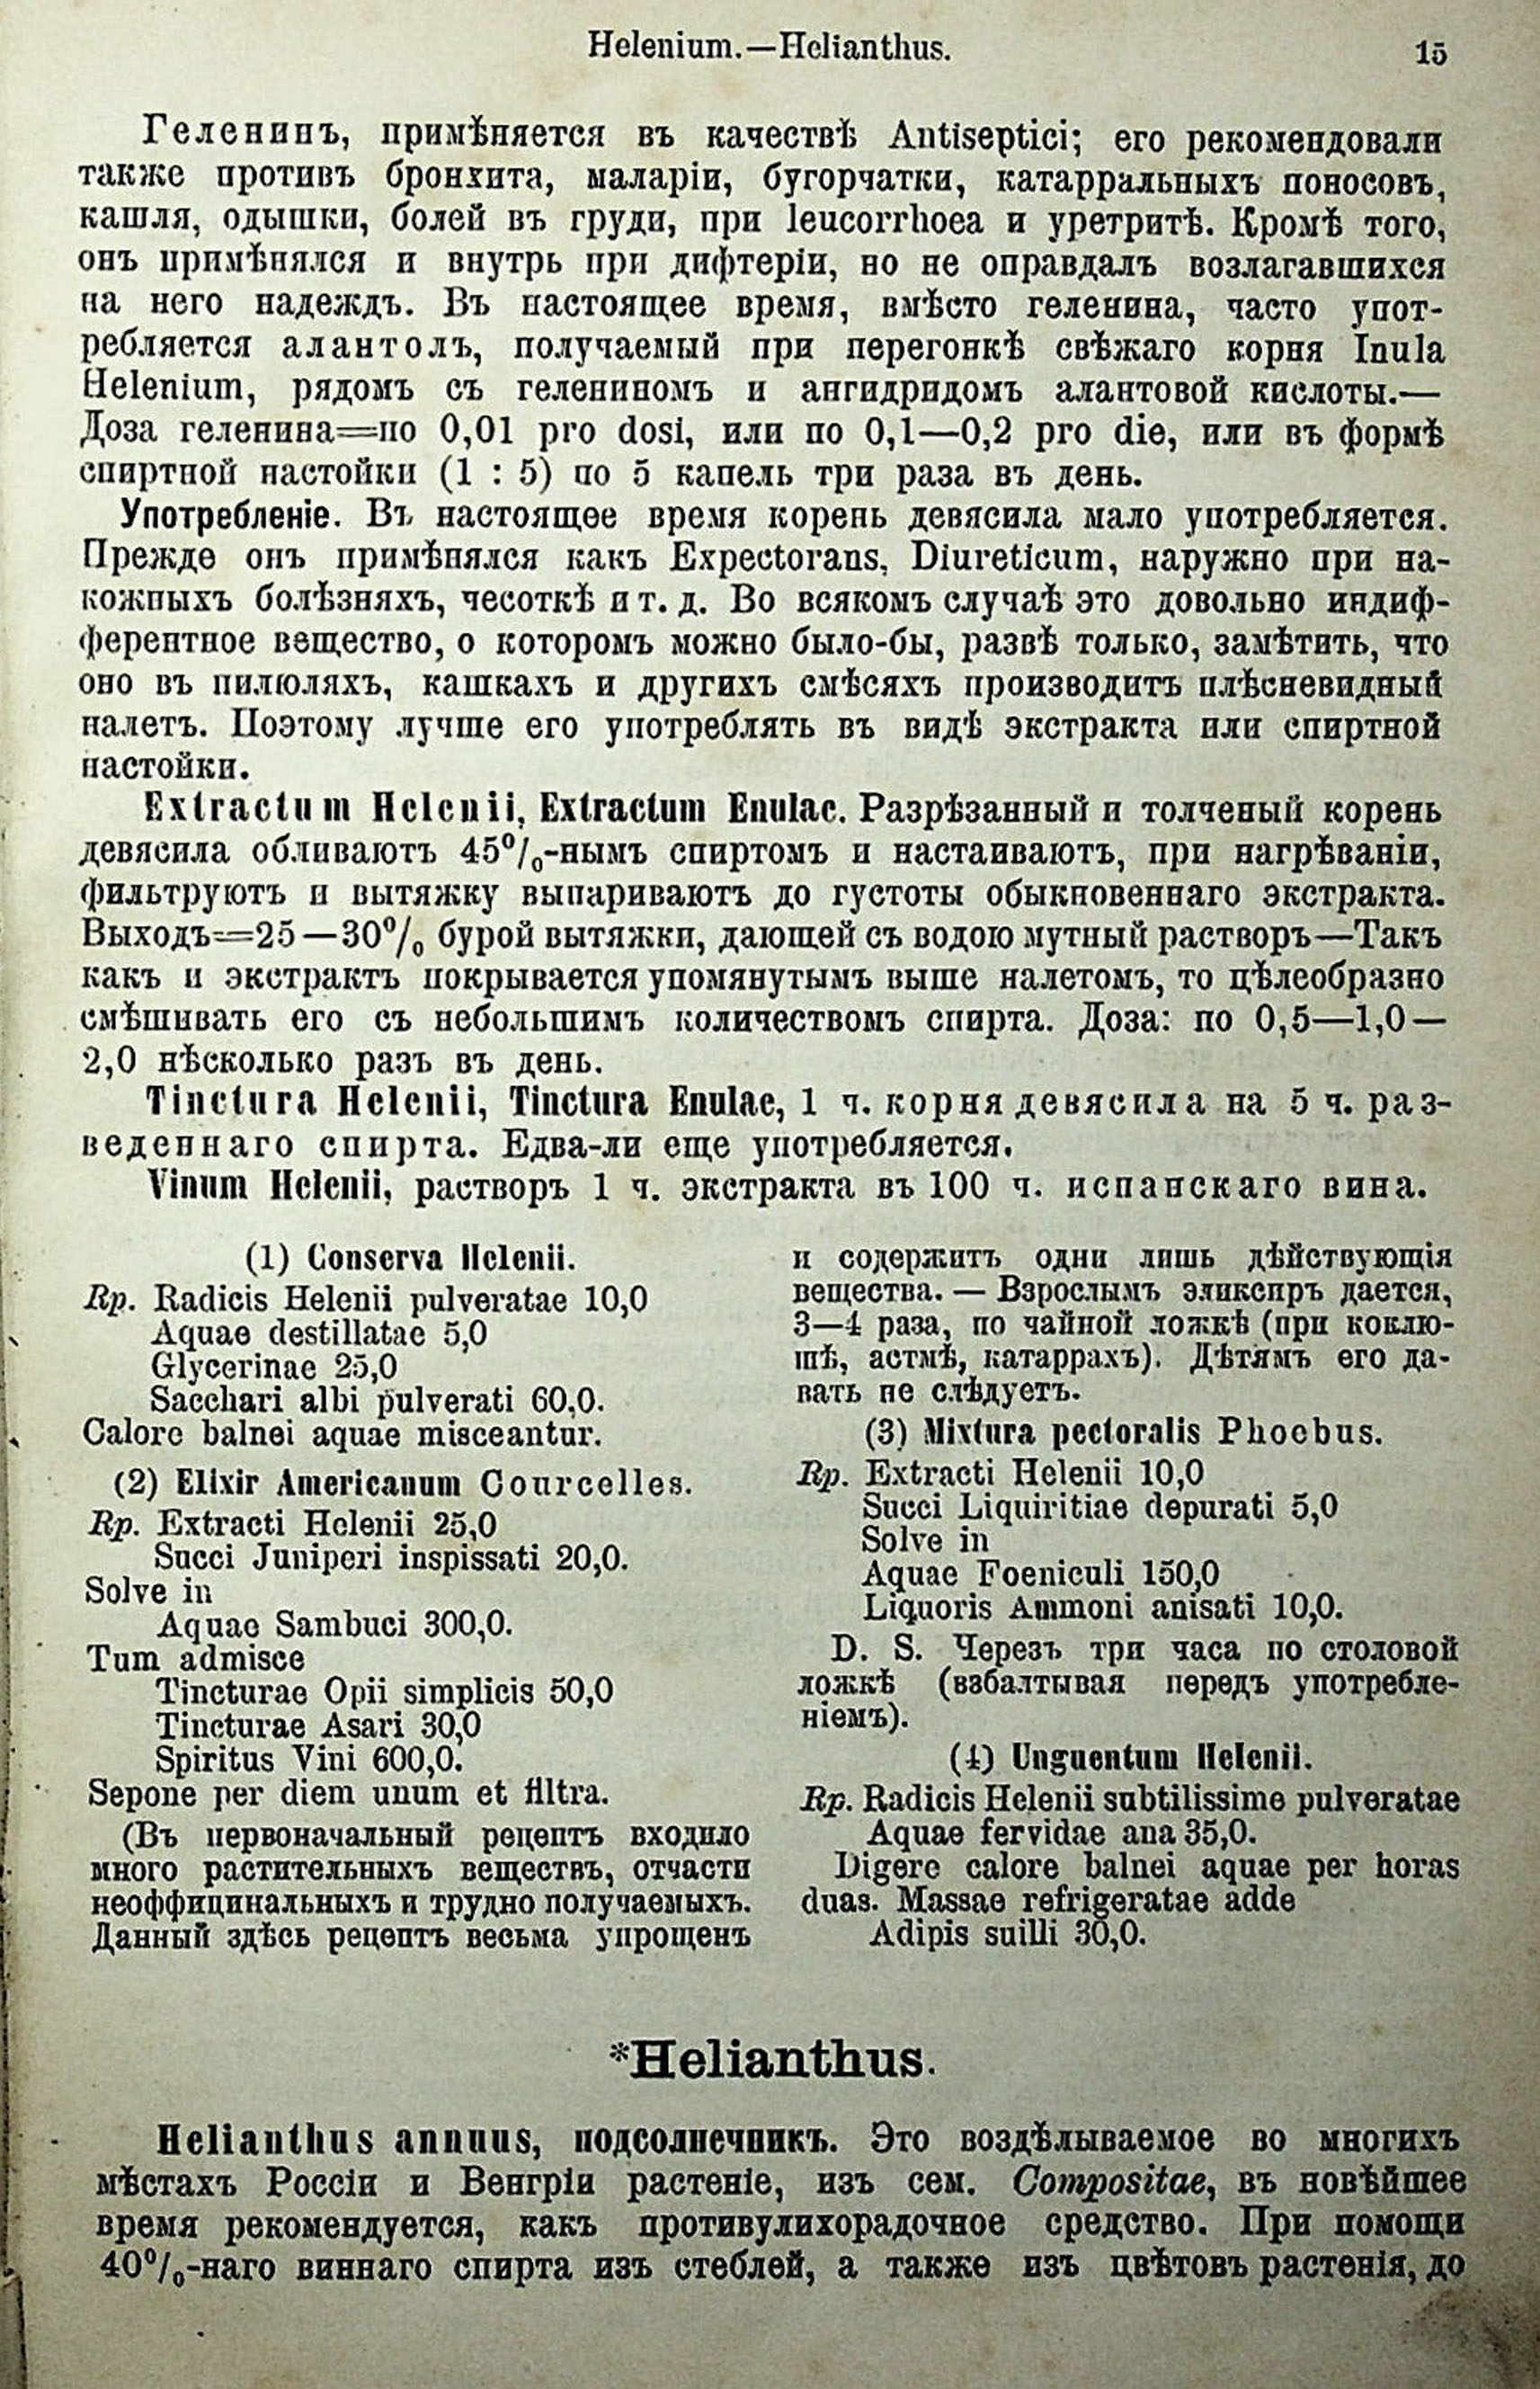 Helenium.—Helianthus.
15
Геленинъ, примѣняется въ качествѣ Antiseptici; его рекомендовали
также противъ бронхита, маларіи, бугорчатки, катарральныхъ поносовъ,
кашля, одышки, болей въ груди, при leucorrhoea и уретритѣ. Кромѣ того,
онъ примѣнялся и внутрь при дифтеріи, но не оправдалъ возлагавшихся
на него надеждъ. Въ настоящее время, вмѣсто геленина, часто упот-
ребляется алантолъ, получаемый при перегонкѣ свѣжаго корня Inula
Helenium, рядомъ съ гелениномъ и ангидридомъ алантовой кислоты.—
Доза геленина=по 0,01 pro dosi, или по 0,1—0,2 pro die, или въ формѣ
спиртной настойки (1 : 5) по 5 капель три раза въ день.
Употребленіе. Въ настоящее время корень девясила мало употребляется.
Прежде онъ примѣнялся какъ Expectorans, Diureticum, наружно при на-
кожныхъ болѣзняхъ, чесоткѣ и т. д. Во всякомъ случаѣ это довольно индиф-
ферентное вещество, о которомъ можно было-бы, развѣ только, замѣтить, что
оно въ пилюляхъ, кашкахъ и другихъ смѣсяхъ производитъ плѣсневидный
налетъ. Поэтому лучше его употреблять въ видѣ экстракта или спиртной
настойки.
Extractum Helenii, Extractum Enulae. Разрѣзанный и толченый корень
девясила обливаютъ 45%-нымъ спиртомъ и настаиваютъ, при нагрѣваніи,
фильтруютъ и вытяжку выпариваютъ до густоты обыкновеннаго экстракта.
Выходъ=25—30% бурой вытяжки, дающей съ водою мутный растворъ—Такъ
какъ и экстрактъ покрывается упомянутымъ выше налетомъ, то цѣлеобразно
смѣшивать его съ небольшимъ количествомъ спирта. Доза: по 0,5—1,0—
2,0 нѣсколько разъ въ день.
Tinctura Helenii, Tinctura Enulae, 1 ч. корня девясила на 5 ч. раз-
веденнаго спирта. Едва-ли еще употребляется.
Vinum Helenii, растворъ 1 ч. экстракта въ 100 ч. испанскаго вина.
(1) Conserva Helenii.
Rp. Radicis Helenii pulveratae 10,0
Aquae destillatae 5,0
Glycerinae 25,0
Sacchari albi pulverati 60,0.
Calore balnei aquae misceantur.
(2) Elixir Americanum Courcelles.
Rp. Extracti Helenii 25,0
Succi Juniperi inspissati 20,0.
Solve in
Aquae Sambuci 300,0.
Tum admisce
Tincturae Opii simplicis 50,0
Tincturae Asari 30,0
Spiritus Vini 600,0.
Sepone per diem unum et filtra.
(Въ первоначальный рецептъ входило
много растительныхъ веществъ, отчасти
неоффицинальныхъ и трудно получаемыхъ.
Данный здѣсь рецептъ весьма упрощенъ
и содержитъ одни лишь дѣйствующія
вещества. — Взрослымъ эликсиръ дается,
3—4 раза, по чайной ложкѣ (при коклю-
шѣ, астмѣ, катаррахъ). Дѣтямъ его да-
вать не слѣдуетъ.
(3) Mixtura pectoralis Phoebus.
Rp. Extracti Helenii 10,0
Succi Liquiritiae depurati 5,0
Solve in
Aquae Foeniculi 150,0
Liquoris Ammoni anisati 10,0.
D. S. Черезъ три часа по столовой
ложкѣ (взбалтывая передъ употребле-
ніемъ).
(4) Unguentum Helenii.
Rp. Radicis Helenii subtilissime pulveratae
Aquae fervidae ana 35,0.
Digere calore balnei aquae per horas
duas. Massae refrigeratae adde
Adipis suilli 30,0.
*Helianthus.
Helianthus annuus, подсолнечникъ. Это воздѣлываемое во многихъ
мѣстахъ Россіи и Венгріи растеніе, изъ сем. Compositae, въ новѣйшее
время рекомендуется, какъ противулихорадочное средство. При помощи
40%-наго виннаго спирта изъ стеблей, а также изъ цвѣтовъ растенія, до